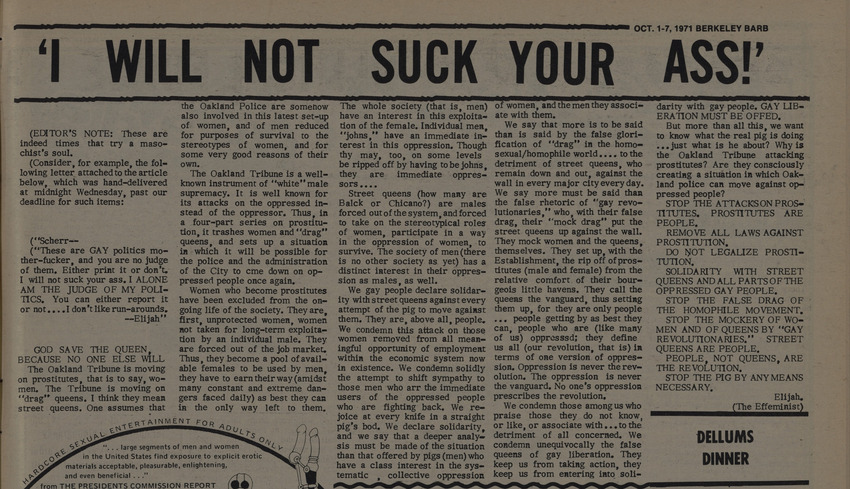 OCT. 1-7, 1971 BERKELEY BARB
'I WILL NOT SUCK YOUR ASS!'
(EDITOR'S NOTE: These are
indeed times that try a maso-
chist's soul.
(Consider, for example, the fol-
lowing letter attached to the article
below, which was hand-delivered
at midnight Wednesday, past our
deadline for such items:
("Scherr--
("These are GAY politics mo-
ther-fucker, and you are no judge
of them. Either print it or don't.
I will not suck your ass. I ALONE
AM THE JUDGE OF MY POLI-
TICS. You can either report it
or not....I don't like run-arounds.
--Elijah"
GOD SAVE THE QUEEN,
BECAUSE NO ONE ELSE WILL
The Oakland Tribune is moving
on prostitutes, that is to say, wo-
men. The Tribune is moving on
"drag" queens. I think they mean
street queens. One assumes that
the Oakland Police are somehow
also involved in this latest set-up
of women, and of men reduced
for purposes of survival to the
stereotypes of women, and for
some very good reasons of their
own.
The Oakland Tribune is a well-
known instrument of "white" male
supremacy. It is well known for
its attacks on the oppressed in-
stead of the oppressor. Thus, in
a four-part series on prostitu-
tion, it trashes women and "drag"
queens, and sets up a situation
in which it will be possible for
the police and the administration
of the City to cme down on op-
pressed people once again.
Women who become prostitutes
have been excluded from the on-
going life of the society. They are,
first, unprotected women, women
not taken for long-term exploita-
tion by an individual male. They
are forced out of the job market.
Thus, they become a pool of avail-
able females to be used by men,
they have to earn their way (amidst
many constant and extreme dan-
gers faced daily) as best they can
in the only way left to them.
The whole society (that is, men)
have an interest in this exploita-
tion of the female. Individual men,
"johns," have an immediate in-
terest in this oppression. Though
thy may, too, on some levels
be ripped off by having to be johns,
they are immediate oppres-
sors....
Street queens (how many are
Balck or Chicano?) are males
forced out of the system, and forced
to take on the stereotypical roles
of women, participate in a way
in the oppression of women, to
survive. The society of men (there
is no other society as yet) has a
distinct interest in their oppres-
sion as males, as well.
We gay people declare solidar-
ity with street queens against every
attempt of the pig to move against
them. They are, above all, people.
We condemn this attack on those
women removed from all mean-
ingful opportunity of employment
within the economic system now
in existence. We condemn solidly
the attempt to shift sympathy to
those men who arr the immediate
users of the oppressed people
who are fighting back. We re-
joice at every knife in a straight
pig's bod. We declare solidarity,
and we say that a deeper analy-
sis must be made of the situation
than that offered by pigs (men) who
have a class interest in the sys-
tematic , collective oppression
of women, and the men they associ-
ate with them.
We say that more is to be said
than is said by the false glori-
fication of "drag" in the homo-
sexual/homophile world.... to the
detriment of street queens, who
remain down and out, against the
wall in every major city every day.
We say more must be said than
the false rhetoric of "gay revo-
lutionaries," who, with their false
drag, their "mock drag" put the
street queens up against the wall.
They mock women and the queens,
themselves. They set up, with the
Establishment, the rip off of pros-
titutes (male and female) from the
relative comfort of their bour-
geois little havens. They call the
queens the vanguard, thus setting
them up, for they are only people
... people getting by as best they
can, people who are (like many
of us) oppressd; they define
us all (our revolution, that is) in
terms of one version of oppres-
sion. Oppression is never the rev-
olution. The oppression is never
the vanguard. No one's oppression
prescribes the revolution.
We condemn those among us who
praise those they do not know,
or like, or associate with...to the
detriment of all concerned. We
condemn unequivocally the false
queens of gay liberation. They
keep us from taking action, they
keep us from entering into soli-
darity with gay people. GAY LIB-
ERATION MUST BE OFFED.
But more than all this, we want
to know what the real pig is doing
...just what is he about? Why is
the Oakland Tribune attacking
prostitutes? Are they consciously
creating a situation in which Oak-
land police can move against op-
pressed people?
STOP THE ATTACKS ON PROS-
TITUTES. PROSTITUTES ARE
PEOPLE.
REMOVE ALL LAWS AGAINST
PROSTITUTION.
DO NOT LEGALIZE PROSTI-
TUTION.
SOLIDARITY WITH STREET
QUEENS AND ALL PARTS OF THE
OPPRESSED GAY PEOPLE.
STOP THE FALSE DRAG OF
THE HOMOPHILE MOVEMENT.
STOP THE MOCKERY OF WO-
MEN AND OF QUEENS BY "GAY
REVOLUTIONARIES." STREET
QUEENS ARE PEOPLE.
PEOPLE, NOT QUEENS, ARE
THE REVOLUTION.
STOP THE PIG BY ANY MEANS
NECESSARY.
Elijah.
(The Effeminist)
DELLUMS
DINNER
HARDCORE SEXUAL ENTERTAINMENT FOR ADULTS ONLY
"... large segments of men and women
in the United States find exposure to explicit erotic
materials acceptable, pleasurable, enlightening,
and even beneficial ..."
from THE PRESIDENTS COMMISSION REPORT